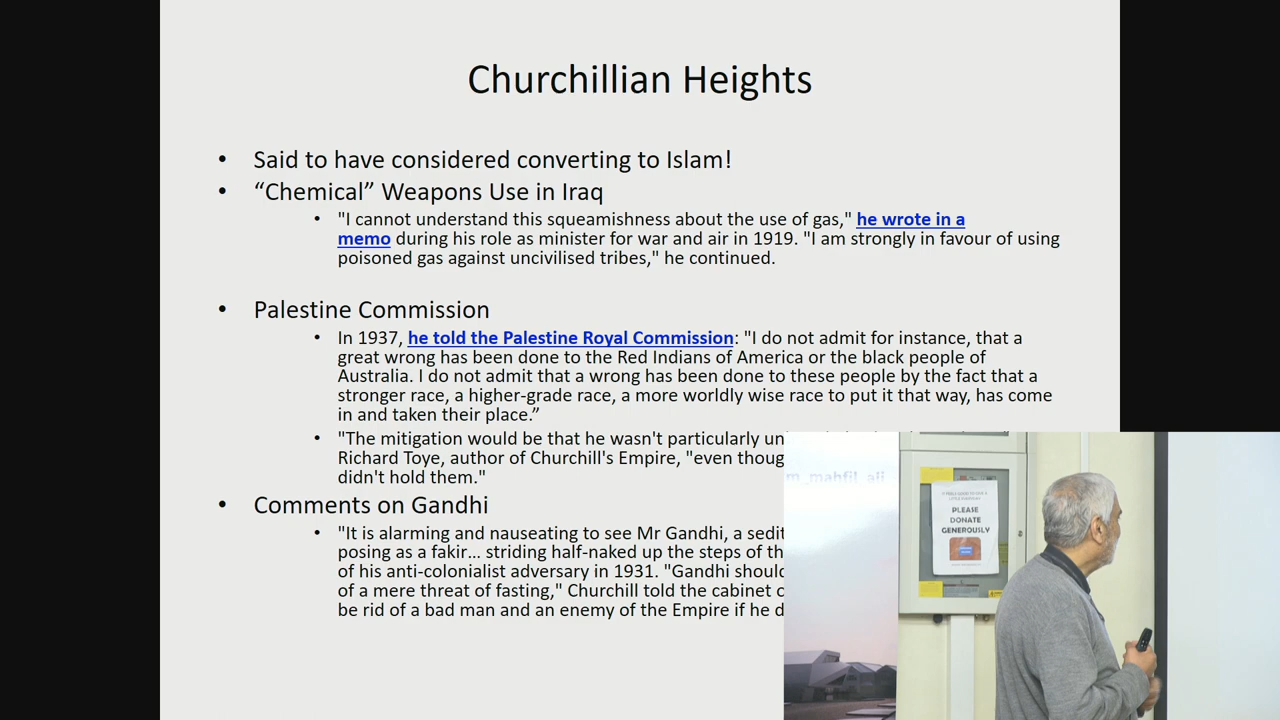 Churchillian Heights
• Said to have considered converting to Islam!
• “Chemical” Weapons Use in Iraq
• "I cannot understand this squeamishness about the use of gas," he wrote in a
memo during his role as minister for war and air in 1919. "I am strongly in favour of using
poisoned gas against uncivilised tribes," he continued.
• Palestine Commission
• In 1937, he told the Palestine Royal Commission: "I do not admit for instance, that a
great wrong has been done to the Red Indians of America or the black people of
Australia. I do not admit that a wrong has been done to these people by the fact that a
stronger race, a higher-grade race, a more worldly wise race to put it that way, has come
in and taken their place.”
• "The mitigation would be that he wasn't particularly
Richard Toye, author of Churchill's Empire, "even
didn't hold them."
• Comments on Gandhi
• "It is alarming and nauseating to see Mr Gandhi, a
posing as a fakir... striding half-naked up the steps of
of his anti-colonialist adversary in 1931. "Gandhi
of a mere threat of fasting," Churchill told the cabinet
be rid of a bad man and an enemy of the Empire if he
m_mahfil_ali
PLEASE
DONATE
GENEROUSLY